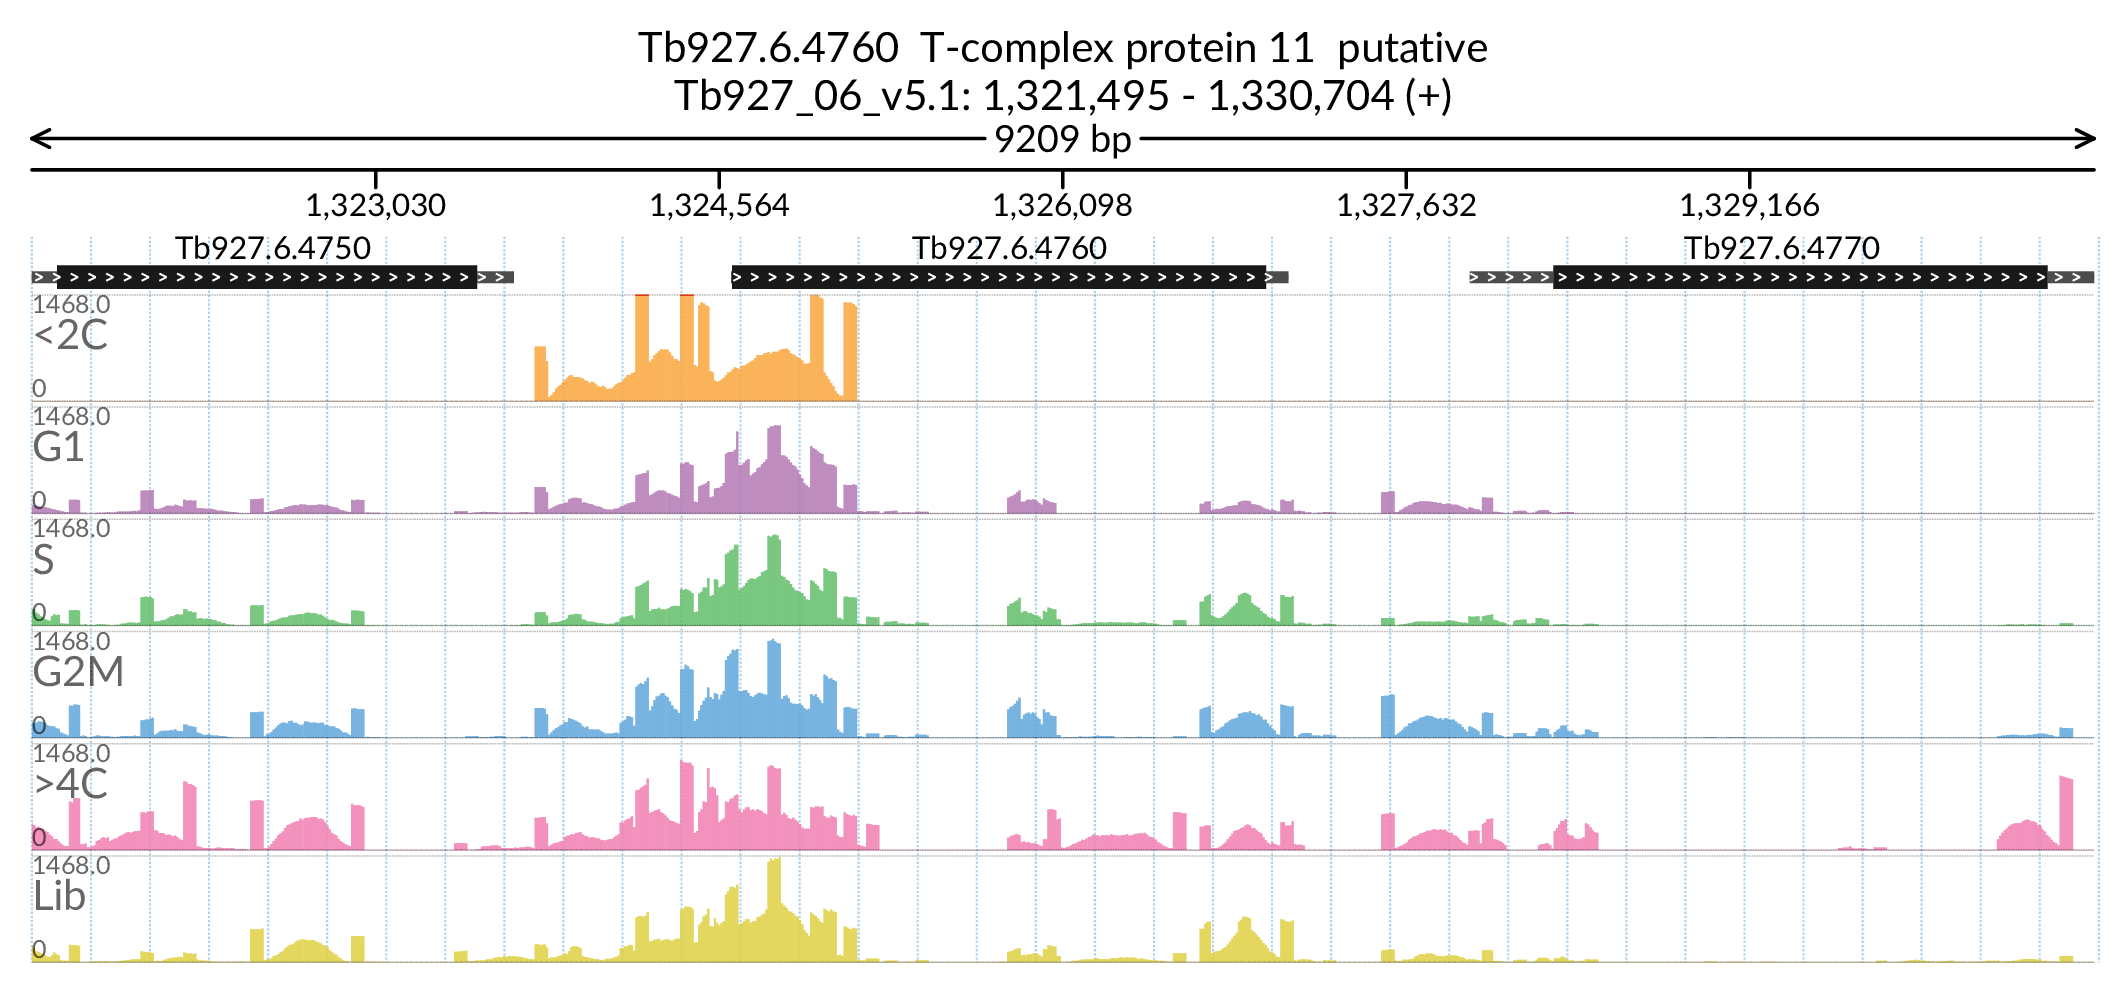 Tb927.6.4760  T-complex protein 11  putative
Tb927_06_v5.1: 1,321,495 - 1,330,704 (+)
9209 bp
1,323,030 1,324,564 1,326,098 1,327,632 1,329,166
Tb927.6.4750 Tb927.6.4760 Tb927.6.4770
1468.0
<2C
0
1468.0
G1
0
1468.0
S
0
1468.0
G2M
0
1468.0
>4C
0
1468.0
Lib
0